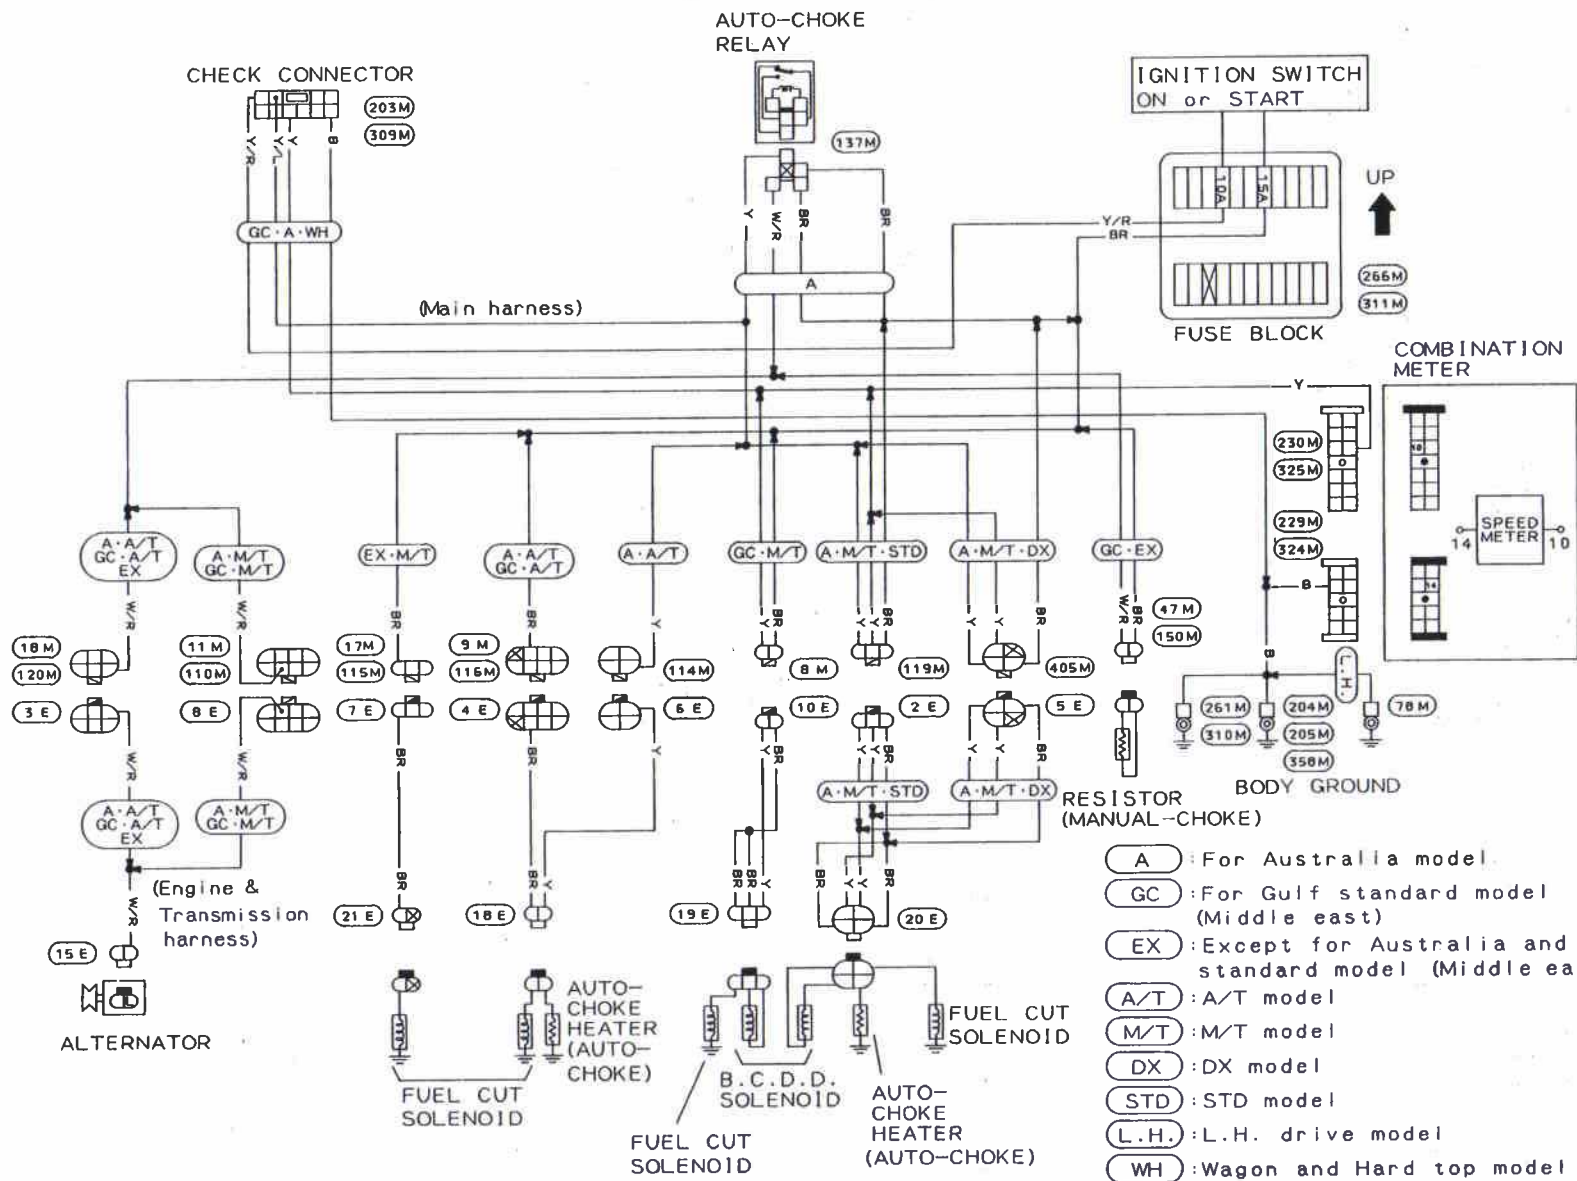 AUTO-CHOKE
RELAY
CHECK CONNECTOR
203M
309M
137M
IGNITION SWITCH
ON or START
10A
15A
UP
Y/R
Y/L
Y
B
GC·A·WH
Y
W/R
BR
BR
A
Y/R
BR
266M
311M
FUSE BLOCK
(Main harness)
COMBINATION
METER
Y
230M
325M
10
229M
324M
SPEED
METER
14
10
14
B
A·A/T
GC·A/T
EX
A·M/T
GC·M/T
EX·M/T
A·A/T
GC·A/T
A·A/T
GC·M/T
A·M/T·STD
A·M/T·DX
GC·EX
W/R
W/R
BR
BR
Y
Y
BR
Y
Y
BR
Y
Y
BR
W/R
BR
18M
120M
11M
110M
17M
115M
9M
116M
114M
8M
119M
405M
47M
150M
B
L.H.
3E
8E
7E
4E
6E
10E
2E
5E
261M
310M
204M
205M
358M
78M
BODY GROUND
W/R
W/R
BR
BR
Y
Y
BR
Y
Y
BR
Y
Y
BR
A·A/T
GC·A/T
EX
A·M/T
GC·M/T
A·M/T·STD
A·M/T·DX
RESISTOR
(MANUAL-CHOKE)
(Engine &
Transmission
harness)
W/R
BR
BR
Y
BR
BR
Y
BR
Y
Y
BR
15E
21E
18E
19E
20E
ALTERNATOR
AUTO-
CHOKE
HEATER
(AUTO-
CHOKE)
FUEL CUT
SOLENOID
FUEL CUT
SOLENOID
B.C.D.D.
SOLENOID
AUTO-
CHOKE
HEATER
(AUTO-CHOKE)
FUEL CUT
SOLENOID
A :For Australia model
GC :For Gulf standard model
(Middle east)
EX :Except for Australia and
standard model (Middle ea
A/T :A/T model
M/T :M/T model
DX :DX model
STD :STD model
L.H. :L.H. drive model
WH :Wagon and Hard top model